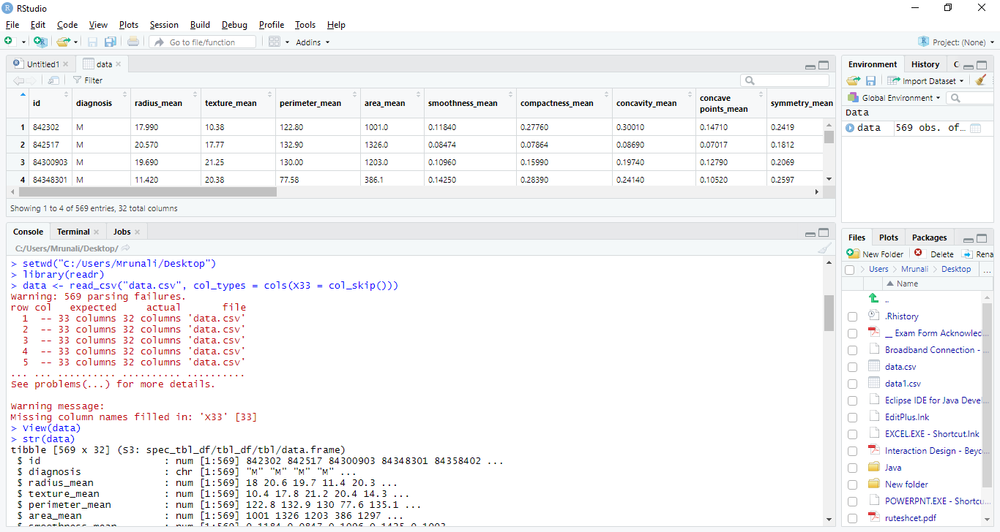 RStudio
File Edit Code View Plots Session Build Debug Profile Tools Help
Go to file/function Addins Project: (None)
Untitled1 data
Filter
id diagnosis radius_mean texture_mean perimeter_mean area_mean smoothness_mean compactness_mean concavity_mean concave points_mean symmetry_mean
1 842302 M 17.990 10.38 122.80 1001.0 0.11840 0.27760 0.30010 0.14710 0.2419
2 842517 M 20.570 17.77 132.90 1326.0 0.08474 0.07864 0.08690 0.07017 0.1812
3 84300903 M 19.690 21.25 130.00 1203.0 0.10960 0.15990 0.19740 0.12790 0.2069
4 84348301 M 11.420 20.38 77.58 386.1 0.14250 0.28390 0.24140 0.10520 0.2597
Showing 1 to 4 of 569 entries, 32 total columns
Console Terminal Jobs
C:/Users/Mrunali/Desktop/
> setwd("C:/Users/Mrunali/Desktop")
> library(readr)
> data <- read_csv("data.csv", col_types = cols(X33 = col_skip()))
Warning: 569 parsing failures.
row col expected actual file
1 -- 33 columns 32 columns 'data.csv'
2 -- 33 columns 32 columns 'data.csv'
3 -- 33 columns 32 columns 'data.csv'
4 -- 33 columns 32 columns 'data.csv'
5 -- 33 columns 32 columns 'data.csv'
... ... .......... .......... ..........
See problems(...) for more details.
Warning message:
Missing column names filled in: 'X33' [33]
> View(data)
> str(data)
tibble [569 x 32] (S3: spec_tbl_df/tbl_df/tbl/data.frame)
$ id : num [1:569] 842302 842517 84300903 84348301 84358402 ...
$ diagnosis : chr [1:569] "M" "M" "M" "M" ...
$ radius_mean : num [1:569] 18 20.6 19.7 11.4 20.3 ...
$ texture_mean : num [1:569] 10.4 17.8 21.2 20.4 14.3 ...
$ perimeter_mean : num [1:569] 122.8 132.9 130 77.6 135.1 ...
$ area_mean : num [1:569] 1001 1326 1203 386 1297 ...
$ smoothness_mean : num [1:569] 0.1184 0.0847 0.1096 0.1425 0.1003 ...
Environment History C
Import Dataset
Global Environment
Data
data 569 obs. of...
Files Plots Packages
New Folder Delete Rena
Users Mrunali Desktop ...
Name
..
.Rhistory
__ Exam Form Acknowlec...
Broadband Connection - ...
data.csv
data1.csv
Eclipse IDE for Java Deve...
EditPlus.lnk
EXCEL.EXE - Shortcut.lnk
Interaction Design - Beyc...
Java
New folder
POWERPNT.EXE - Shortcu...
ruteshcet.pdf